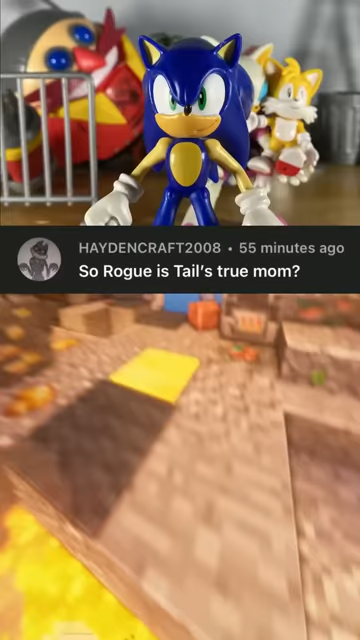 HAYDENCRAFT2008 • 55 minutes ago
So Rogue is Tail's true mom?